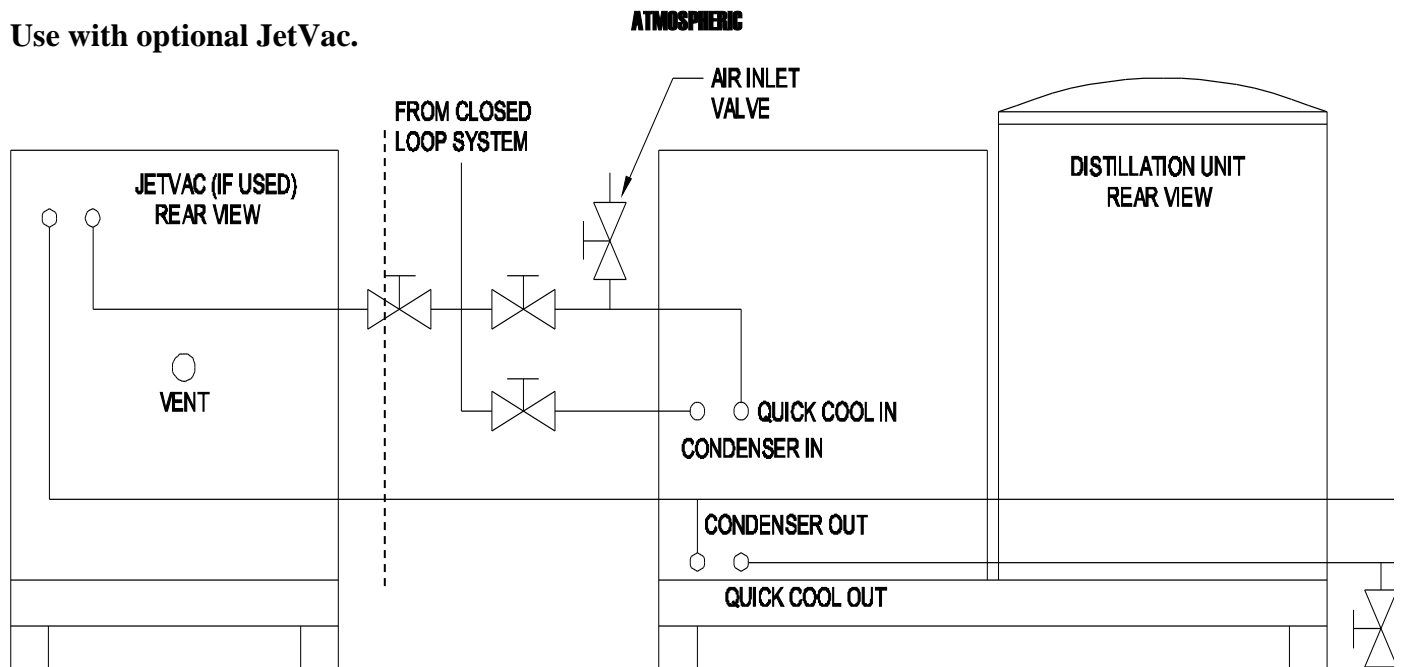 ATMOSPHERIC
Use with optional JetVac.
AIR INLET
VALVE
FROM CLOSED
LOOP SYSTEM
JETVAC (IF USED)
REAR VIEW
DISTILLATION UNIT
REAR VIEW
VENT
QUICK COOL IN
CONDENSER IN
CONDENSER OUT
QUICK COOL OUT